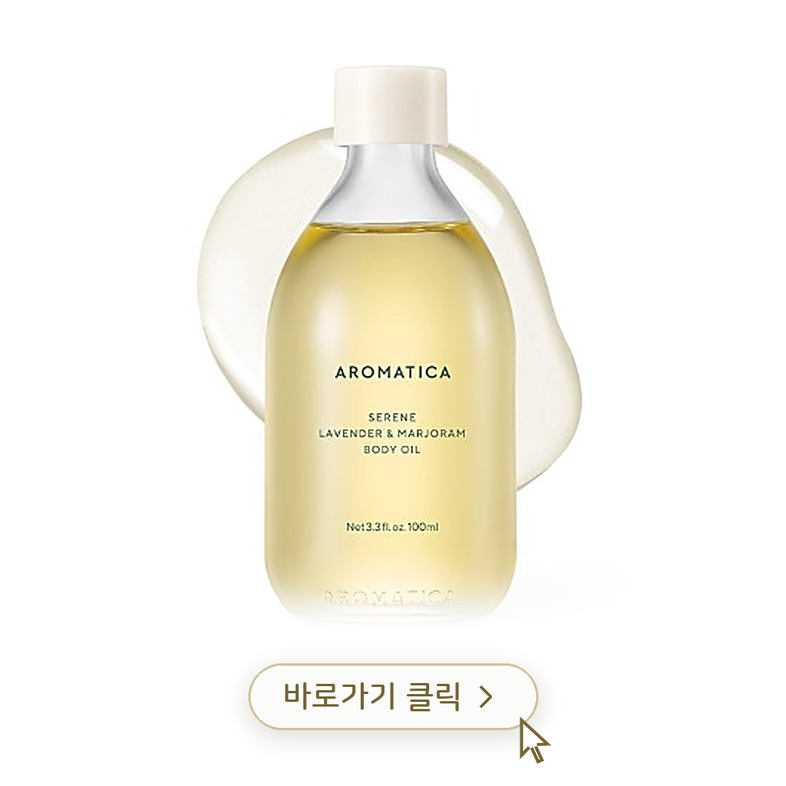 AROMATICA
SERENE
LAVENDER & MARJORAM
BODY OIL
Net 3.3 fl. oz. 100ml
AROMATICA
바로가기 클릭 >